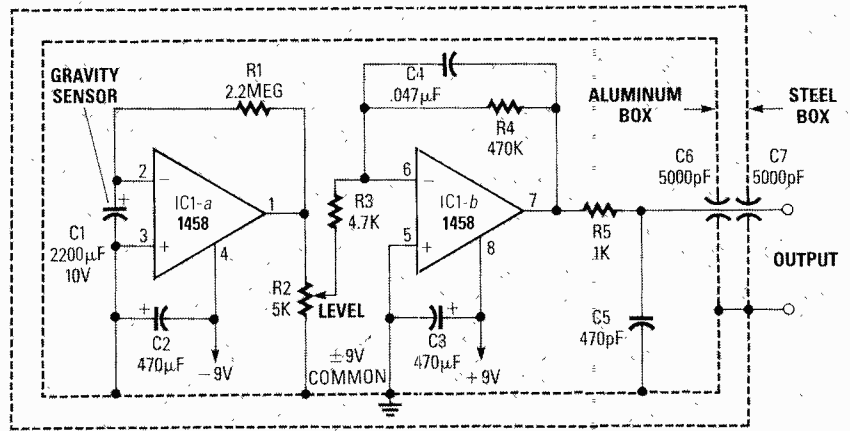 GRAVITY
SENSOR
R1
2.2MEG
2
−
+
C1
2200µF
10V
3
+
IC1-a
1458
1
4
+
C2
470µF
−9V
R2
5K
LEVEL
±9V
COMMON
C4
.047µF
R4
470K
R3
4.7K
6
−
5
+
IC1-b
1458
7
8
+
C3
470µF
+9V
R5
1K
C5
470pF
ALUMINUM
BOX
STEEL
BOX
C6
5000pF
C7
5000pF
OUTPUT